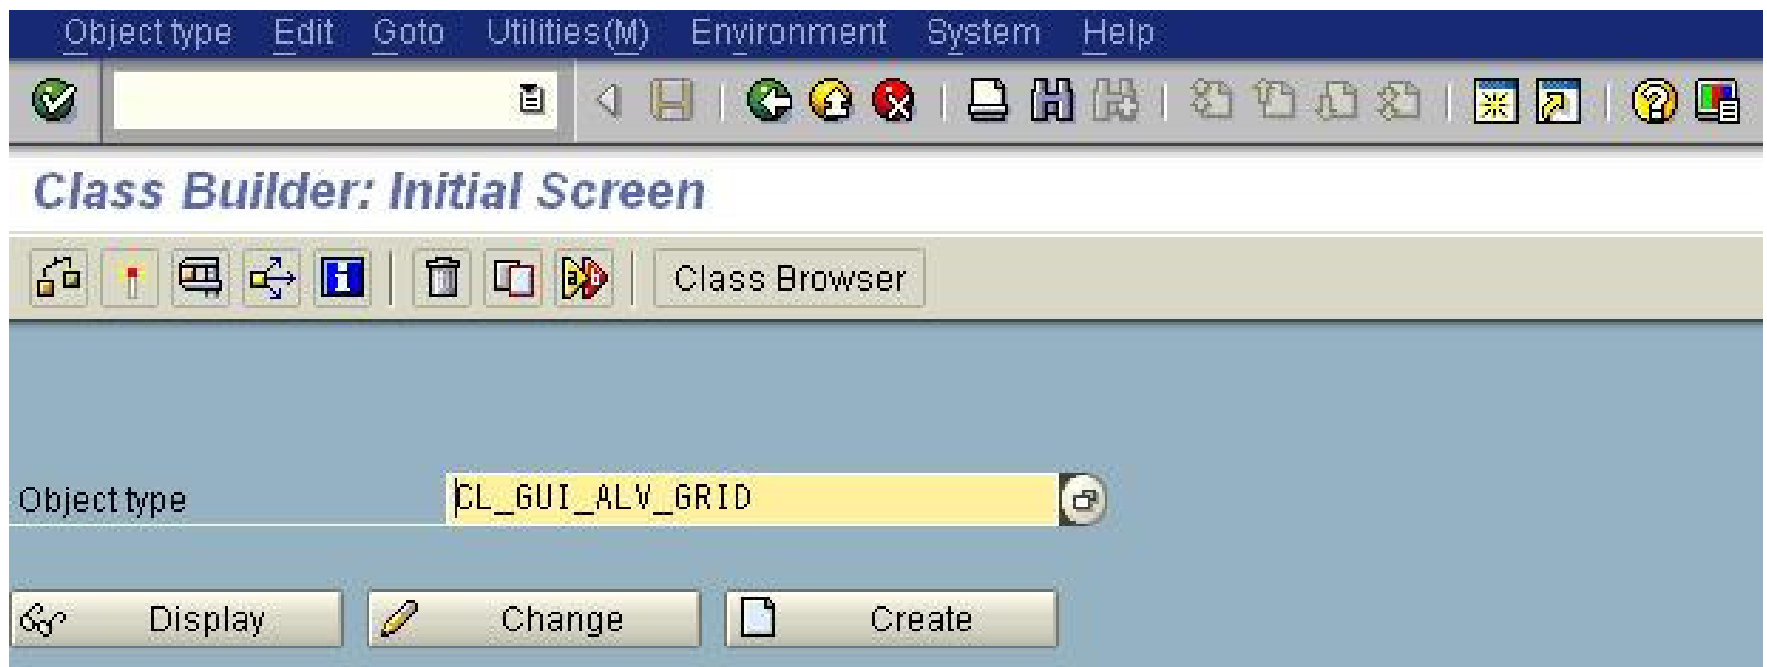 Object type Edit Goto Utilities(M) Environment System Help
Class Builder: Initial Screen
Class Browser
Object type CL_GUI_ALV_GRID
Display Change Create